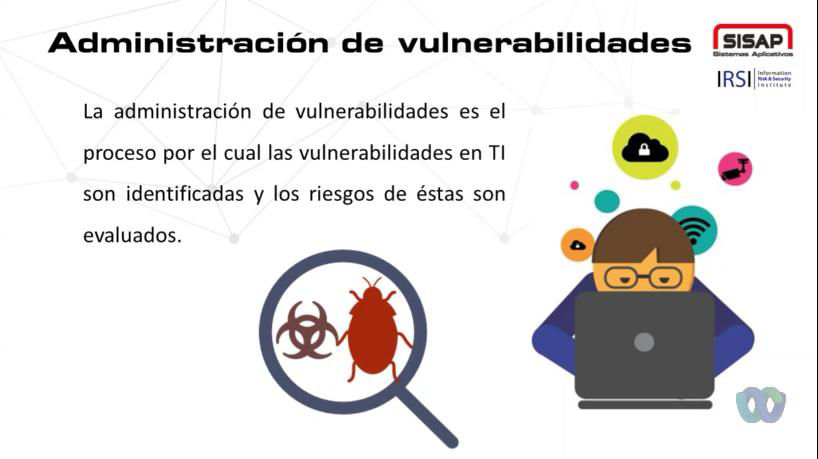 Administración de vulnerabilidades
SISAP
Sistemas Aplicativos
IRSI Information
Risk & Security
Institute
La administración de vulnerabilidades es el
proceso por el cual las vulnerabilidades en TI
son identificadas y los riesgos de éstas son
evaluados.